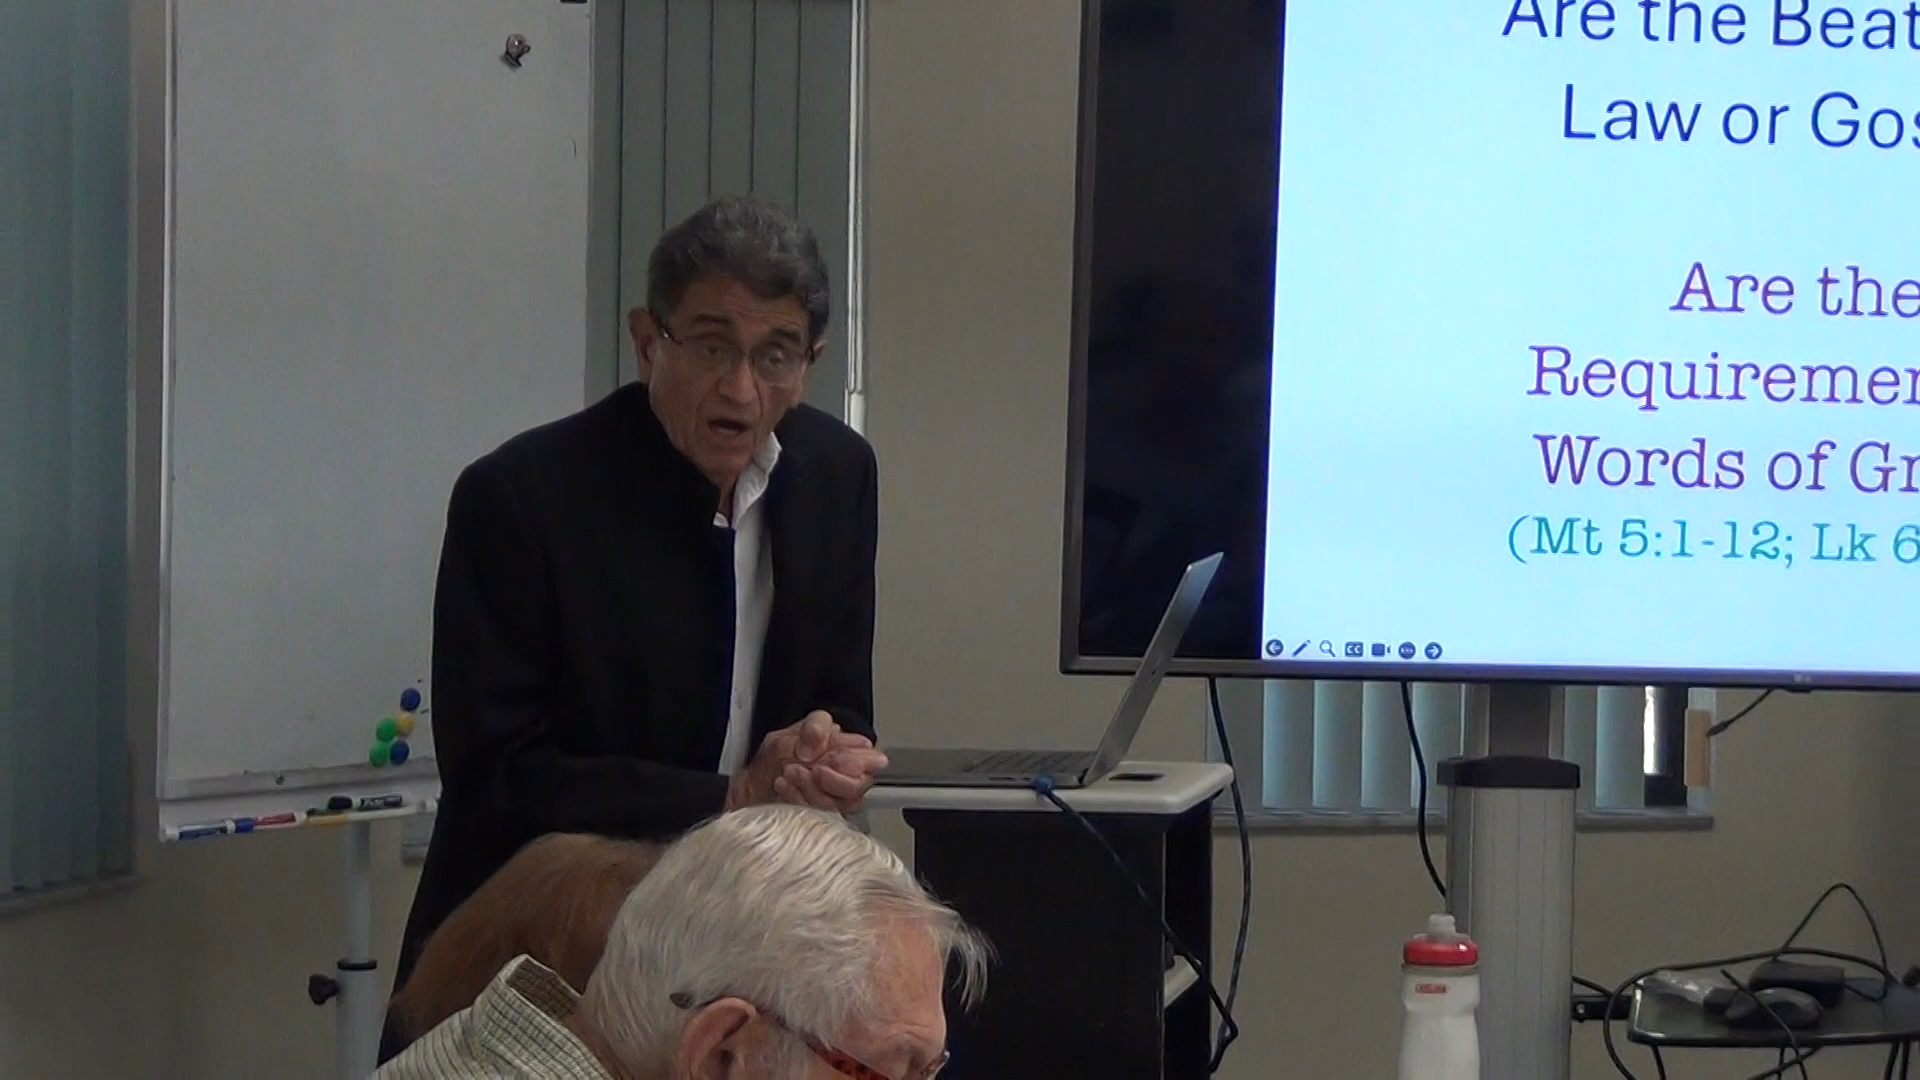 Are the Beat
Law or Gos
Are the
Requiremen
Words of Gr
(Mt 5:1-12; Lk 6